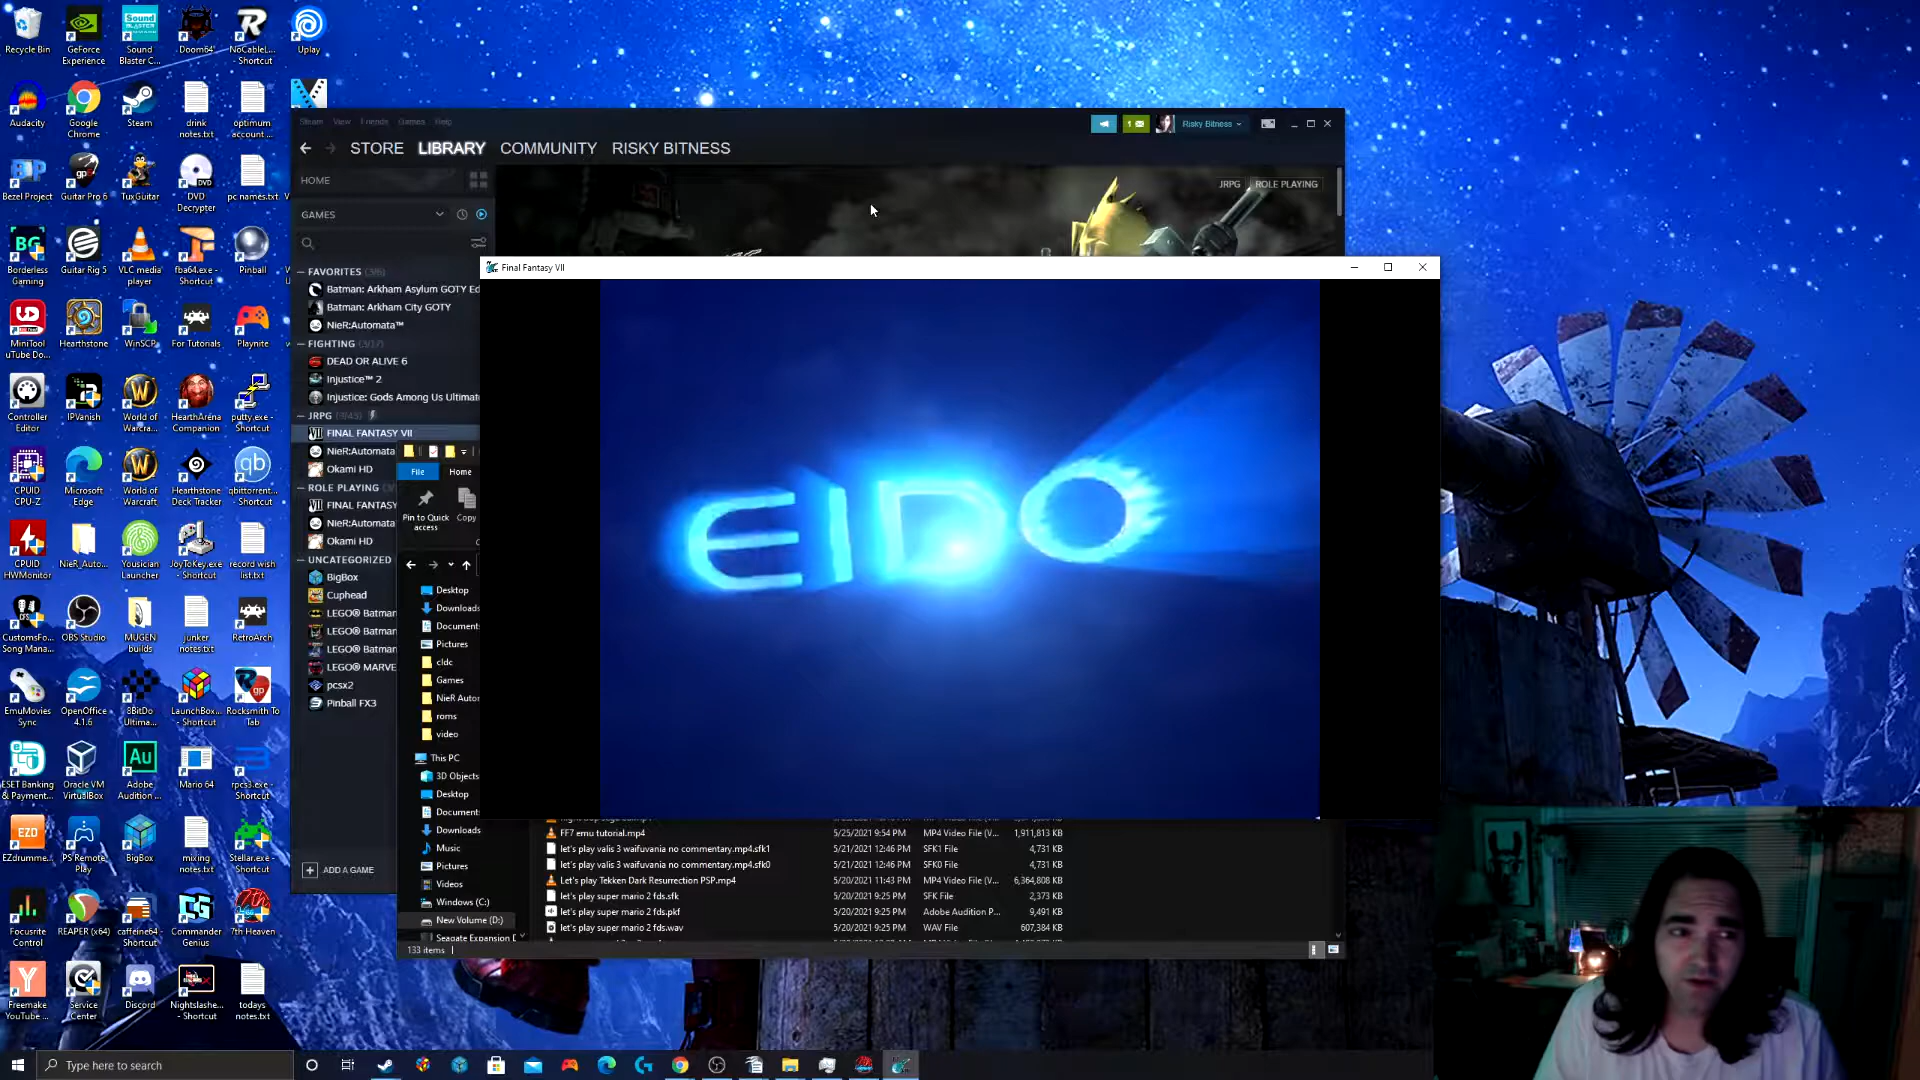 Recycle Bin
GeForce Experience
Sound Blaster C...
Doom64
NoCableL... - Shortcut
Uplay
Audacity
Google Chrome
Steam
drink notes.txt
optimum account ...
Bezel Project
Guitar Pro 6
TuxGuitar
DVD Decrypter
pc names.txt
Borderless Gaming
Guitar Rig 5
VLC media player
fba64.exe - Shortcut
Pinball
MiniTool uTube Do...
Hearthstone
WinSCP
For Tutorials
Playnite
Controller Editor
IPVanish
World of Warcra...
HearthArena Companion
putty.exe - Shortcut
CPUID CPU-Z
Microsoft Edge
World of Warcraft
Hearthstone Deck Tracker
qbittorrent... - Shortcut
CPUID HWMonitor
NieR_Auto...
Yousician Launcher
JoyToKey.exe - Shortcut
record wish list.txt
CustomsFo... Song Mana...
OBS Studio
MUGEN builds
junker notes.txt
RetroArch
EmuMovies Sync
OpenOffice 4.1.6
8BitDo Ultima...
LaunchBox... - Shortcut
Rocksmith To Tab
ESET Banking & Payment...
Oracle VM VirtualBox
Adobe Audition ...
Mario 64
rpcs3.exe - Shortcut
EZdrumme...
PS Remote Play
BigBox
mixing notes.txt
Stellar.exe - Shortcut
Focusrite Control
REAPER (x64)
caffeine64 - Shortcut
Commander Genius
7th Heaven
Freemake YouTube ...
Service Center
Discord
Nightslashe... - Shortcut
todays notes.txt
Steam View Friends Games Help
1
Risky Bitness
STORE LIBRARY COMMUNITY RISKY BITNESS
HOME
JRPG ROLE PLAYING
GAMES
FAVORITES (3/6)
Batman: Arkham Asylum GOTY Ed
Batman: Arkham City GOTY
NieR:Automata™
FIGHTING (3/17)
DEAD OR ALIVE 6
Injustice™ 2
Injustice: Gods Among Us Ultimat
JRPG (3/45)
FINAL FANTASY VII
NieR:Automata
Okami HD
ROLE PLAYING
FINAL FANTASY
NieR:Automata
Okami HD
UNCATEGORIZED
BigBox
Cuphead
LEGO® Batman
LEGO® Batman
LEGO® Batman
LEGO® MARVE
pcsx2
Pinball FX3
ADD A GAME
Final Fantasy VII
EIDO
File Home
Pin to Quick access
Copy
Desktop
Downloads
Document
Pictures
cldc
Games
NieR Autor
roms
video
This PC
3D Objects
Desktop
Document
Downloads
Music
Pictures
Videos
Windows (C:)
New Volume (D:)
Seagate Expansion D
FF7 emu tutorial.mp4 5/25/2021 9:54 PM MP4 Video File (V... 1,911,813 KB
let's play valis 3 waifuvania no commentary.mp4.sfk1 5/21/2021 12:46 PM SFK1 File 4,731 KB
let's play valis 3 waifuvania no commentary.mp4.sfk0 5/21/2021 12:46 PM SFK0 File 4,731 KB
Let's play Tekken Dark Resurrection PSP.mp4 5/20/2021 11:43 PM MP4 Video File (V... 6,364,808 KB
let's play super mario 2 fds.sfk 5/20/2021 9:25 PM SFK File 2,373 KB
let's play super mario 2 fds.pkf 5/20/2021 9:25 PM Adobe Audition P... 9,491 KB
let's play super mario 2 fds.wav 5/20/2021 9:25 PM WAV File 607,384 KB
133 items
Type here to search